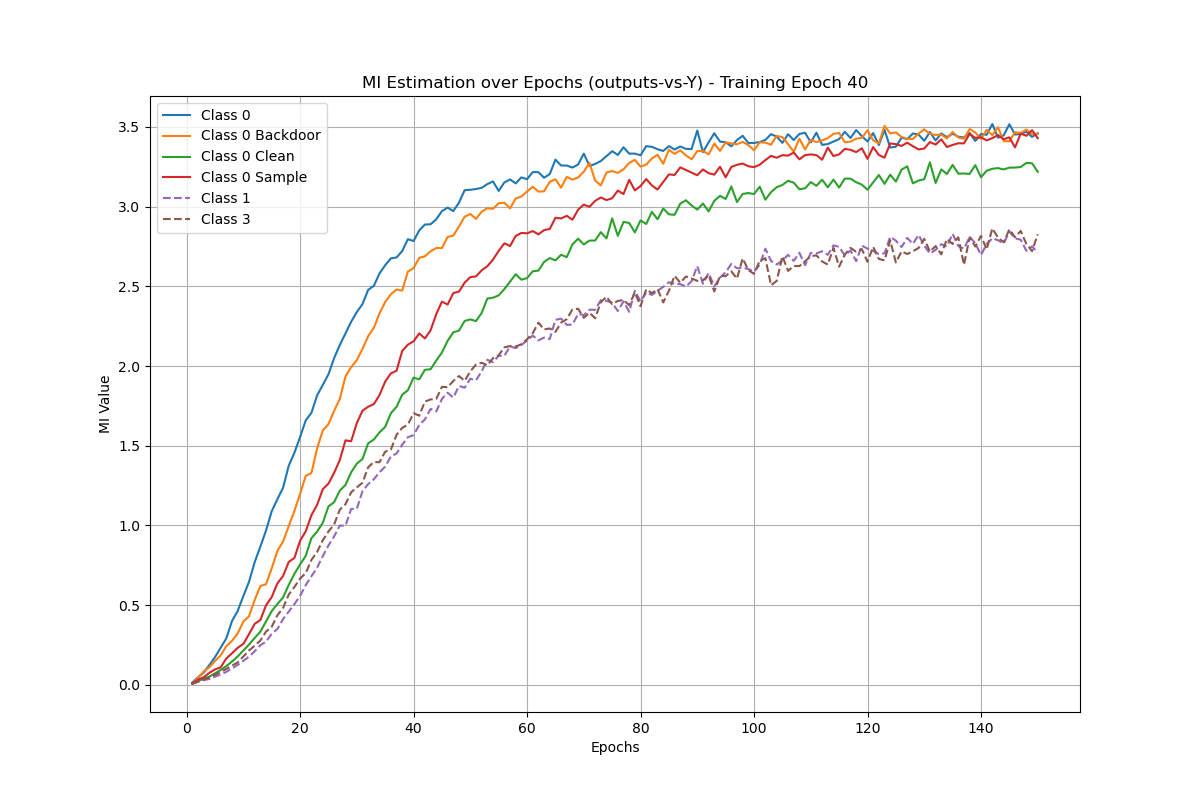 MI Estimation over Epochs (outputs-vs-Y) - Training Epoch 40
Class 0
Class 0 Backdoor
Class 0 Clean
Class 0 Sample
Class 1
Class 3
3.5
3.0
2.5
2.0
1.5
1.0
0.5
0.0
MI Value
0 20 40 60 80 100 120 140
Epochs